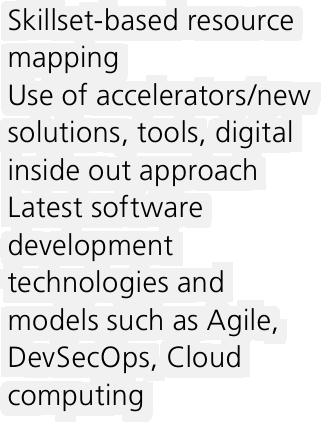 Skillset-based resource
mapping
Use of accelerators/new
solutions, tools, digital
inside out approach
Latest software
development
technologies and
models such as Agile,
DevSecOps, Cloud
computing